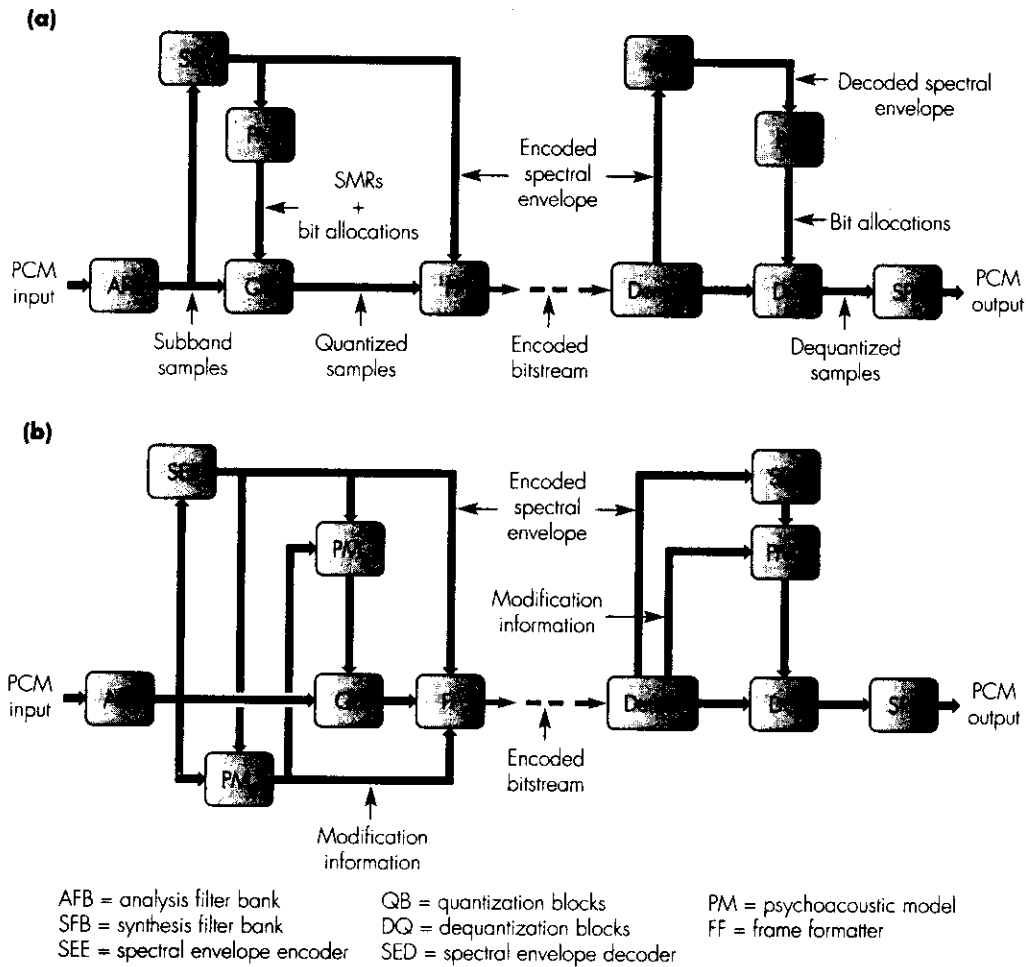 (a)
Decoded spectral
envelope
Encoded
spectral
envelope
SMRs
+
bit allocations
Bit allocations
PCM
input
PCM
output
Subband
samples
Quantized
samples
Encoded
bitstream
Dequantized
samples
(b)
Encoded
spectral
envelope
PM
Modification
information
PCM
input
PCM
output
PM
Encoded
bitstream
Modification
information
AFB = analysis filter bank
SFB = synthesis filter bank
SEE = spectral envelope encoder
QB = quantization blocks
DQ = dequantization blocks
SED = spectral envelope decoder
PM = psychoacoustic model
FF = frame formatter